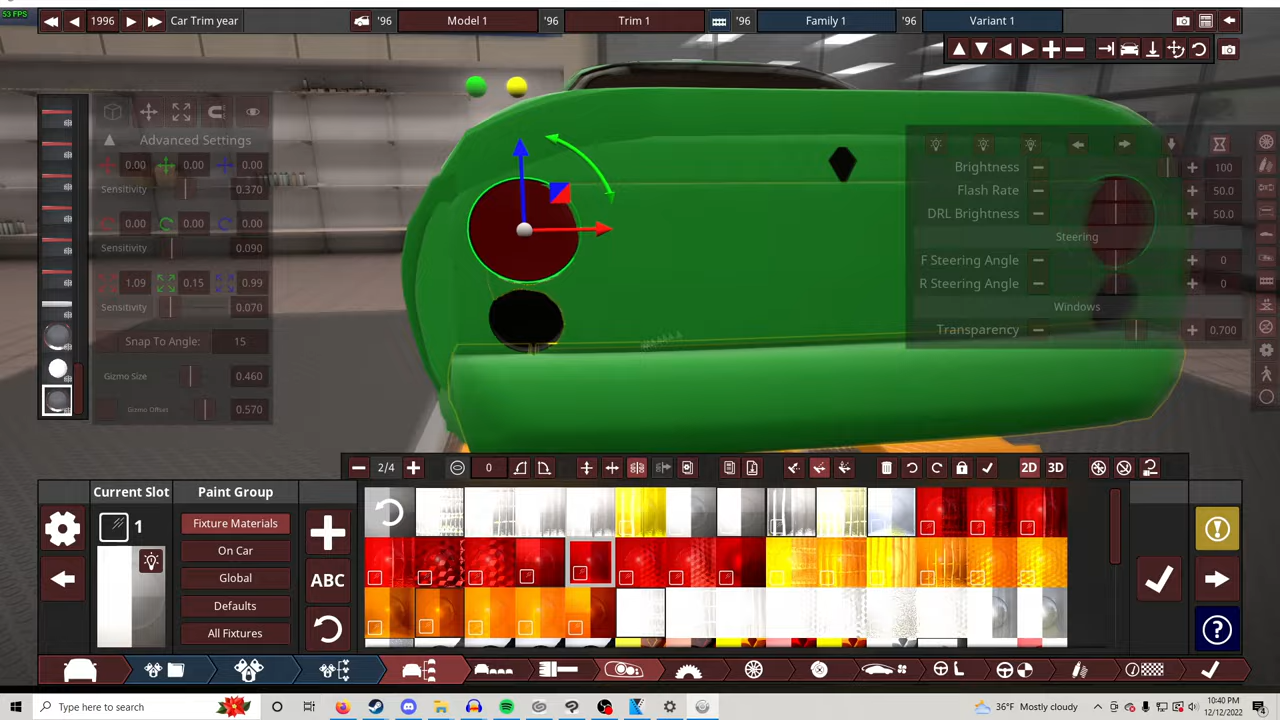 53 FPS
1996 Car Trim year '96 Model 1 '96 Trim 1 '96 Family 1 '96 Variant 1
Advanced Settings
0.00 0.00 0.00
Sensitivity 0.370
0.00 0.00 0.00
Sensitivity 0.090
1.09 0.15 0.99
Sensitivity 0.070
Snap To Angle: 15
Gizmo Size 0.460
Gizmo Offset 0.570
Brightness 100
Flash Rate 50.0
DRL Brightness 50.0
Steering
F Steering Angle 0
R Steering Angle 0
Windows
Transparency 0.700
2/4 0 2D 3D
Current Slot Paint Group
1 Fixture Materials
On Car
Global ABC
Defaults
All Fixtures
Type here to search
36°F Mostly cloudy
10:40 PM
12/12/2022
4